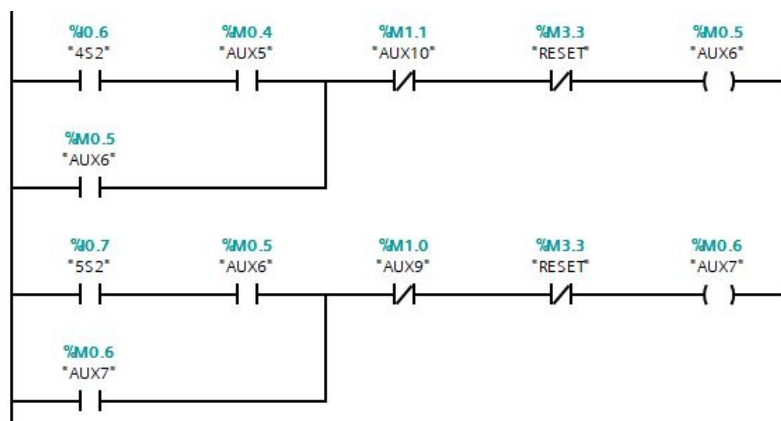 %I0.6 %M0.4 %M1.1 %M3.3 %M0.5
"4S2" "AUX5" "AUX10" "RESET" "AUX6"
%M0.5
"AUX6"
%I0.7 %M0.5 %M1.0 %M3.3 %M0.6
"5S2" "AUX6" "AUX9" "RESET" "AUX7"
%M0.6
"AUX7"